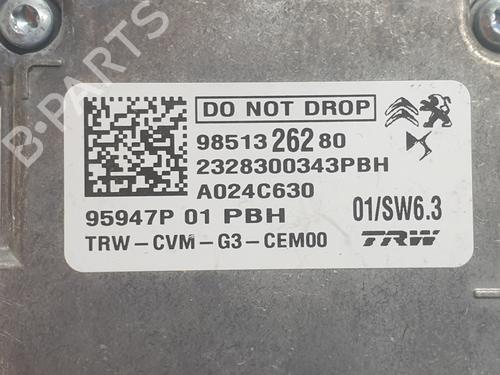 B-PARTS
DO NOT DROP
98513 262 80
2328300343PBH
A024C630
95947P 01 PBH
01/SW6.3
TRW-CVM-G3-CEM00
TRW